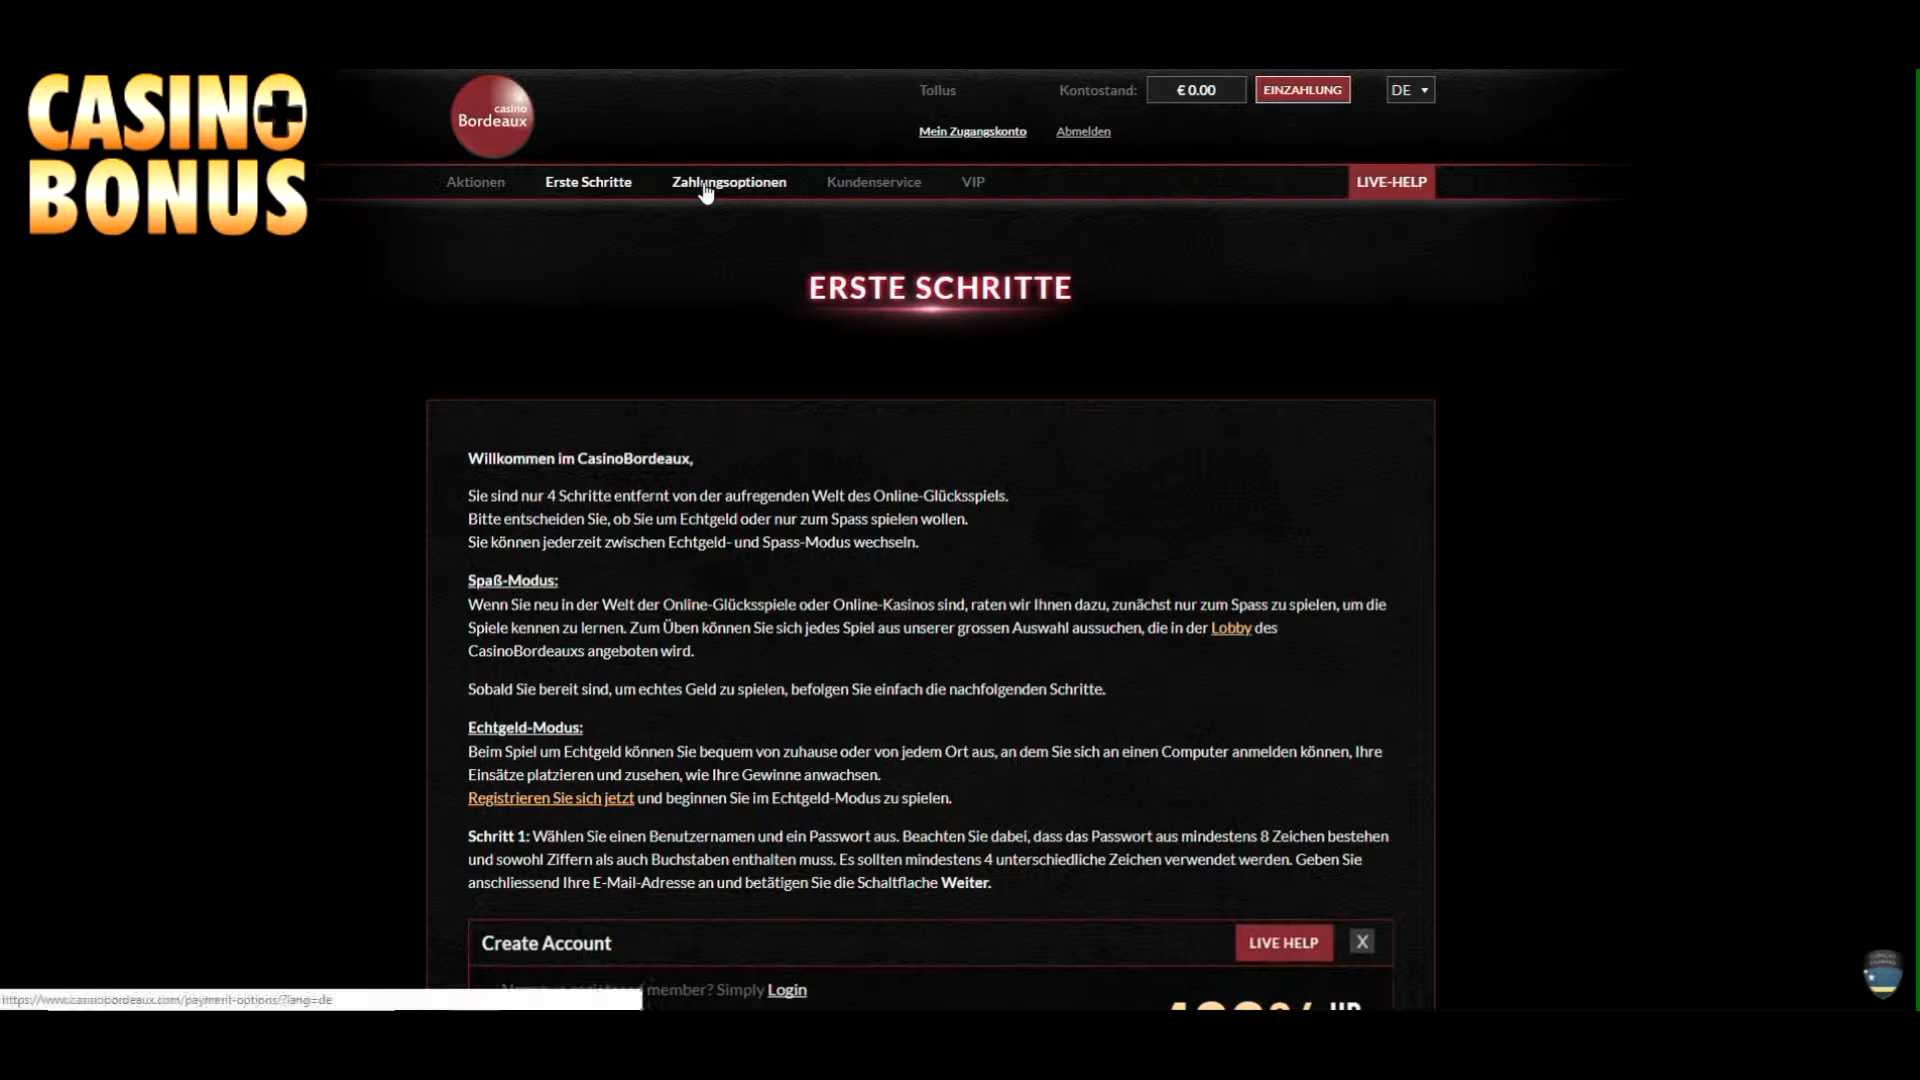 CASINO
BONUS
casino
Bordeaux
Tollus
Kontostand:
€ 0.00
EINZAHLUNG
DE
Mein Zugangskonto
Abmelden
Aktionen
Erste Schritte
Zahlungsoptionen
Kundenservice
VIP
LIVE-HELP
ERSTE SCHRITTE
Willkommen im CasinoBordeaux,
Sie sind nur 4 Schritte entfernt von der aufregenden Welt des Online-Glücksspiels.
Bitte entscheiden Sie, ob Sie um Echtgeld oder nur zum Spass spielen wollen.
Sie können jederzeit zwischen Echtgeld- und Spass-Modus wechseln.
Spaß-Modus:
Wenn Sie neu in der Welt der Online-Glücksspiele oder Online-Kasinos sind, raten wir Ihnen dazu, zunächst nur zum Spass zu spielen, um die
Spiele kennen zu lernen. Zum Üben können Sie sich jedes Spiel aus unserer grossen Auswahl aussuchen, die in der Lobby des
CasinoBordeauxs angeboten wird.
Sobald Sie bereit sind, um echtes Geld zu spielen, befolgen Sie einfach die nachfolgenden Schritte.
Echtgeld-Modus:
Beim Spiel um Echtgeld können Sie bequem von zuhause oder von jedem Ort aus, an dem Sie sich an einen Computer anmelden können, Ihre
Einsätze platzieren und zusehen, wie Ihre Gewinne anwachsen.
Registrieren Sie sich jetzt und beginnen Sie im Echtgeld-Modus zu spielen.
Schritt 1: Wählen Sie einen Benutzernamen und ein Passwort aus. Beachten Sie dabei, dass das Passwort aus mindestens 8 Zeichen bestehen
und sowohl Ziffern als auch Buchstaben enthalten muss. Es sollten mindestens 4 unterschiedliche Zeichen verwendet werden. Geben Sie
anschliessend Ihre E-Mail-Adresse an und betätigen Sie die Schaltflache Weiter.
Create Account
LIVE HELP
X
member? Simply Login
https://www.casinobordeaux.com/payment-options/?lang=de